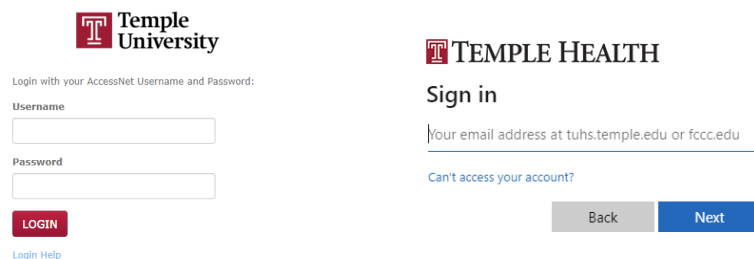 Temple
University
Login with your AccessNet Username and Password:
Username
Password
LOGIN
Login Help
TEMPLE HEALTH
Sign in
Your email address at tuhs.temple.edu or fccc.edu
Can't access your account?
Back Next